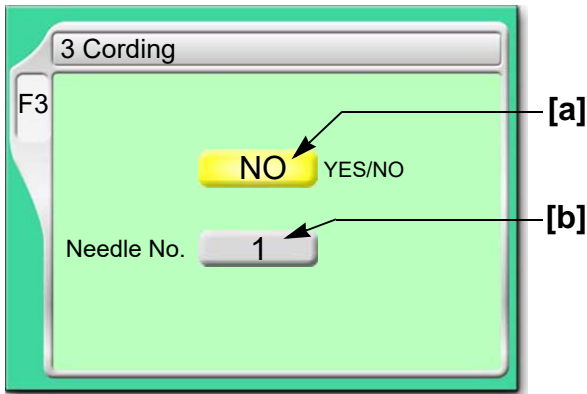 3 Cording
F3
[a]
NO YES/NO
[b]
Needle No. 1